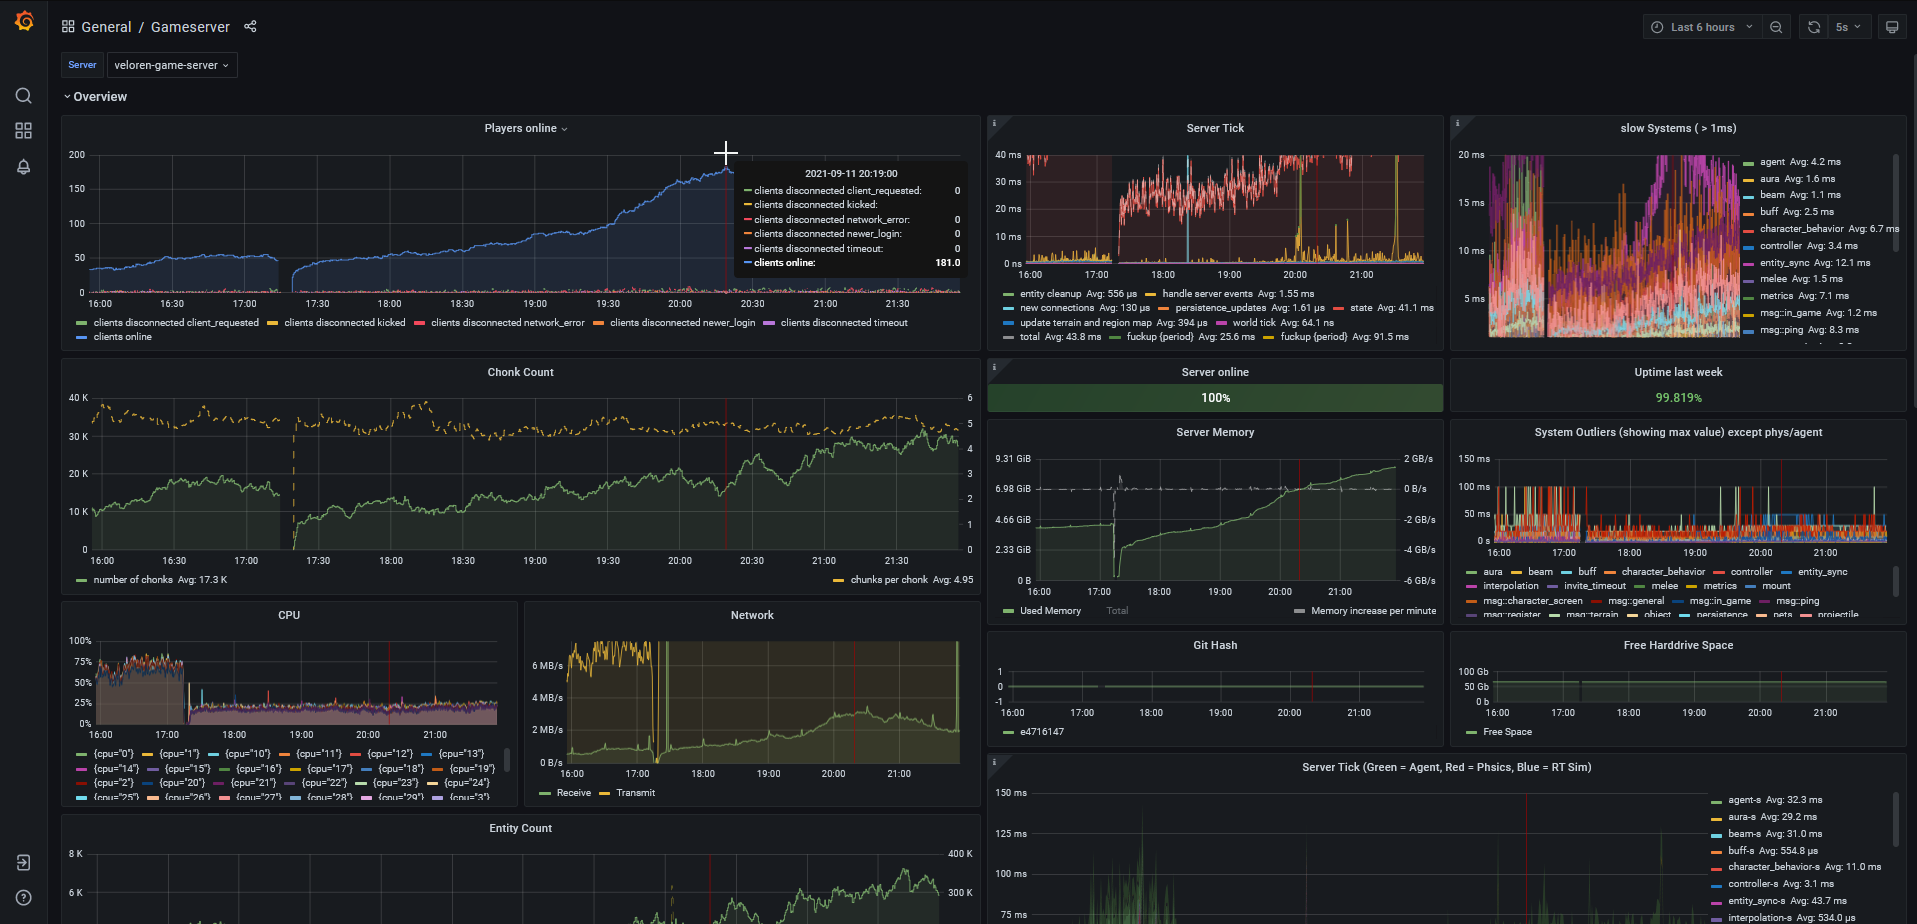 General / Gameserver
Last 6 hours
5s
Server
veloren-game-server
Overview
Players online
200
150
100
50
0
16:00 16:30 17:00 17:30 18:00 18:30 19:00 19:30 20:00 20:30 21:00 21:30
2021-09-11 20:19:00
clients disconnected client_requested: 0
clients disconnected kicked:
clients disconnected network_error: 0
clients disconnected newer_login: 0
clients disconnected timeout: 0
clients online: 181.0
clients disconnected client_requested clients disconnected kicked clients disconnected network_error clients disconnected newer_login clients disconnected timeout
clients online
Server Tick
40 ms
30 ms
20 ms
10 ms
0 ns
16:00 17:00 18:00 19:00 20:00 21:00
entity cleanup Avg: 556 µs handle server events Avg: 1.55 ms
new connections Avg: 130 µs persistence_updates Avg: 1.61 µs state Avg: 41.1 ms
update terrain and region map Avg: 394 µs world tick Avg: 64.1 ns
total Avg: 43.8 ms fuckup {period} Avg: 25.6 ms fuckup {period} Avg: 91.5 ms
slow Systems ( > 1ms)
20 ms
15 ms
10 ms
5 ms
agent Avg: 4.2 ms
aura Avg: 1.6 ms
beam Avg: 1.1 ms
buff Avg: 2.5 ms
character_behavior Avg: 6.7 ms
controller Avg: 3.4 ms
entity_sync Avg: 12.1 ms
melee Avg: 1.5 ms
metrics Avg: 7.1 ms
msg::in_game Avg: 1.2 ms
msg::ping Avg: 8.3 ms
Chonk Count
40 K
30 K
20 K
10 K
0
6
5
4
3
2
1
0
16:00 16:30 17:00 17:30 18:00 18:30 19:00 19:30 20:00 20:30 21:00 21:30
number of chonks Avg: 17.3 K
chunks per chonk Avg: 4.95
Server online
100%
Uptime last week
99.819%
Server Memory
9.31 GiB
6.98 GiB
4.66 GiB
2.33 GiB
0 B
2 GB/s
0 B/s
-2 GB/s
-4 GB/s
-6 GB/s
16:00 17:00 18:00 19:00 20:00 21:00
Used Memory Total Memory increase per minute
System Outliers (showing max value) except phys/agent
150 ms
100 ms
50 ms
0 s
16:00 17:00 18:00 19:00 20:00 21:00
aura beam buff character_behavior controller entity_sync
interpolation invite_timeout melee metrics mount
msg::character_screen msg::general msg::in_game msg::ping
msg::register msg::terrain object persistence pets projectile
CPU
100%
75%
50%
25%
0%
16:00 17:00 18:00 19:00 20:00 21:00
{cpu="0"} {cpu="1"} {cpu="10"} {cpu="11"} {cpu="12"} {cpu="13"}
{cpu="14"} {cpu="15"} {cpu="16"} {cpu="17"} {cpu="18"} {cpu="19"}
{cpu="2"} {cpu="20"} {cpu="21"} {cpu="22"} {cpu="23"} {cpu="24"}
{cpu="25"} {cpu="26"} {cpu="27"} {cpu="28"} {cpu="29"} {cpu="3"}
Network
6 MB/s
4 MB/s
2 MB/s
0 B/s
16:00 17:00 18:00 19:00 20:00 21:00
Receive Transmit
Git Hash
1
0
-1
16:00 17:00 18:00 19:00 20:00 21:00
e4716147
Free Harddrive Space
100 Gb
50 Gb
0 b
16:00 17:00 18:00 19:00 20:00 21:00
Free Space
Entity Count
8 K
6 K
400 K
300 K
Server Tick (Green = Agent, Red = Phsics, Blue = RT Sim)
150 ms
125 ms
100 ms
75 ms
agent-s Avg: 32.3 ms
aura-s Avg: 29.2 ms
beam-s Avg: 31.0 ms
buff-s Avg: 554.8 µs
character_behavior-s Avg: 11.0 ms
controller-s Avg: 3.1 ms
entity_sync-s Avg: 43.7 ms
interpolation-s Avg: 534.0 µs